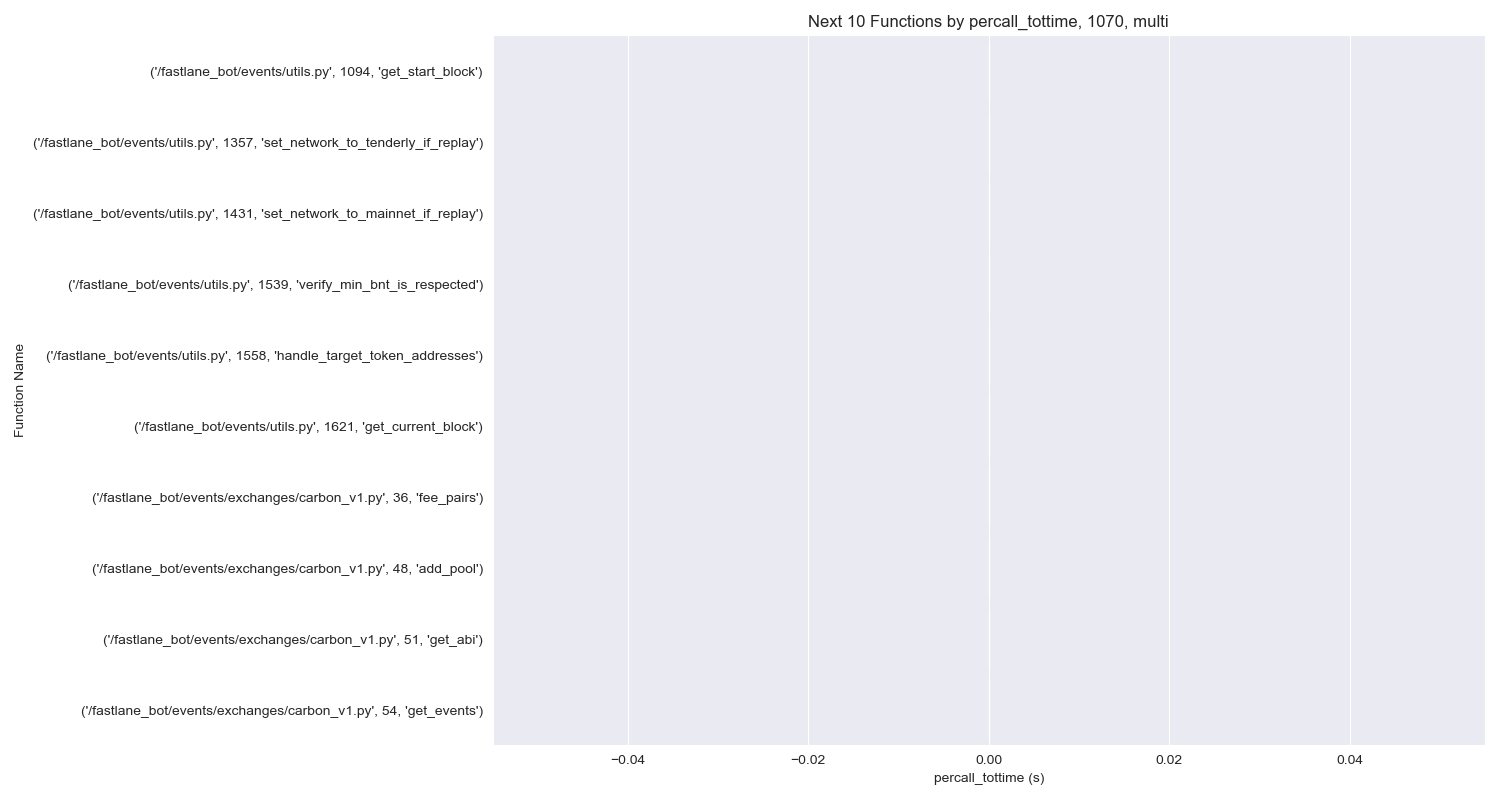 Next 10 Functions by percall_tottime, 1070, multi
('/fastlane_bot/events/utils.py', 1094, 'get_start_block')
('/fastlane_bot/events/utils.py', 1357, 'set_network_to_tenderly_if_replay')
('/fastlane_bot/events/utils.py', 1431, 'set_network_to_mainnet_if_replay')
('/fastlane_bot/events/utils.py', 1539, 'verify_min_bnt_is_respected')
('/fastlane_bot/events/utils.py', 1558, 'handle_target_token_addresses')
('/fastlane_bot/events/utils.py', 1621, 'get_current_block')
('/fastlane_bot/events/exchanges/carbon_v1.py', 36, 'fee_pairs')
('/fastlane_bot/events/exchanges/carbon_v1.py', 48, 'add_pool')
('/fastlane_bot/events/exchanges/carbon_v1.py', 51, 'get_abi')
('/fastlane_bot/events/exchanges/carbon_v1.py', 54, 'get_events')
Function Name
−0.04 −0.02 0.00 0.02 0.04
percall_tottime (s)